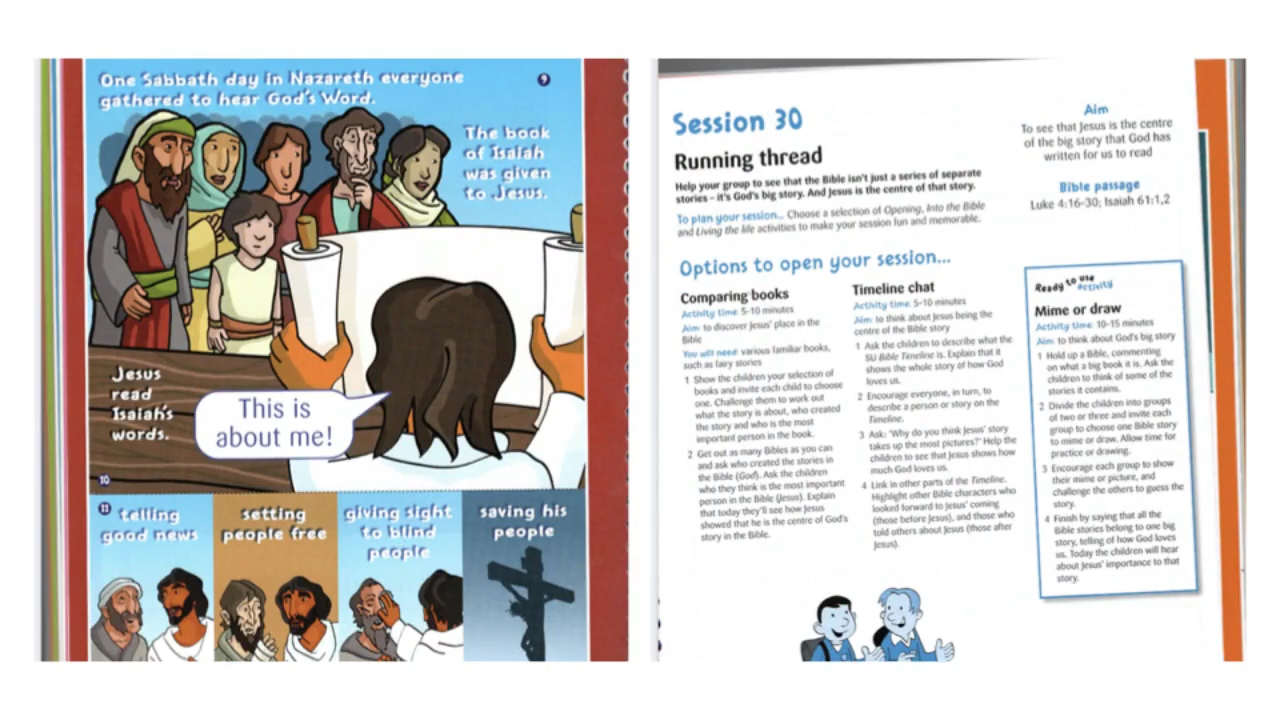 One Sabbath day in Nazareth everyone
gathered to hear God's Word.
9
The book
of Isaiah
was given
to Jesus.
Jesus
read
Isaiah's
words.
This is
about me!
10
11
telling
good news
setting
people free
giving sight
to blind
people
saving his
people
Session 30
Running thread
Help your group to see that the Bible isn't just a series of separate
stories – it's God's big story. And Jesus is the centre of that story.
To plan your session... Choose a selection of Opening, Into the Bible
and Living the life activities to make your session fun and memorable.
Aim
To see that Jesus is the centre
of the big story that God has
written for us to read
Bible passage
Luke 4:16–30; Isaiah 61:1,2
Options to open your session...
Comparing books
Activity time: 5–10 minutes
Aim: to discover Jesus' place in the
Bible
You will need: various familiar books,
such as fairy stories
1 Show the children your selection of
books and invite each child to choose
one. Challenge them to work out
what the story is about, who created
the story and who is the most
important person in the book.
2 Get out as many Bibles as you can
and ask who created the stories in
the Bible (God). Ask the children
who they think is the most important
person in the Bible (Jesus). Explain
that today they'll see how Jesus
showed that he is the centre of God's
story in the Bible.
Timeline chat
Activity time: 5–10 minutes
Aim: to think about Jesus being the
centre of the Bible story
1 Ask the children to describe what the
SU Bible Timeline is. Explain that it
shows the whole story of how God
loves us.
2 Encourage everyone, in turn, to
describe a person or story on the
Timeline.
3 Ask: 'Why do you think Jesus' story
takes up the most pictures?' Help the
children to see that Jesus shows how
much God loves us.
4 Link in other parts of the Timeline.
Highlight other Bible characters who
looked forward to Jesus' coming
(those before Jesus), and those who
told others about Jesus (those after
Jesus).
Ready to use
activity
Mime or draw
Activity time: 10–15 minutes
Aim: to think about God's big story
1 Hold up a Bible, commenting
on what a big book it is. Ask the
children to think of some of the
stories it contains.
2 Divide the children into groups
of two or three and invite each
group to choose one Bible story
to mime or draw. Allow time for
practice or drawing.
3 Encourage each group to show
their mime or picture, and
challenge the others to guess the
story.
4 Finish by saying that all the
Bible stories belong to one big
story, telling of how God loves
us. Today the children will hear
about Jesus' importance to that
story.